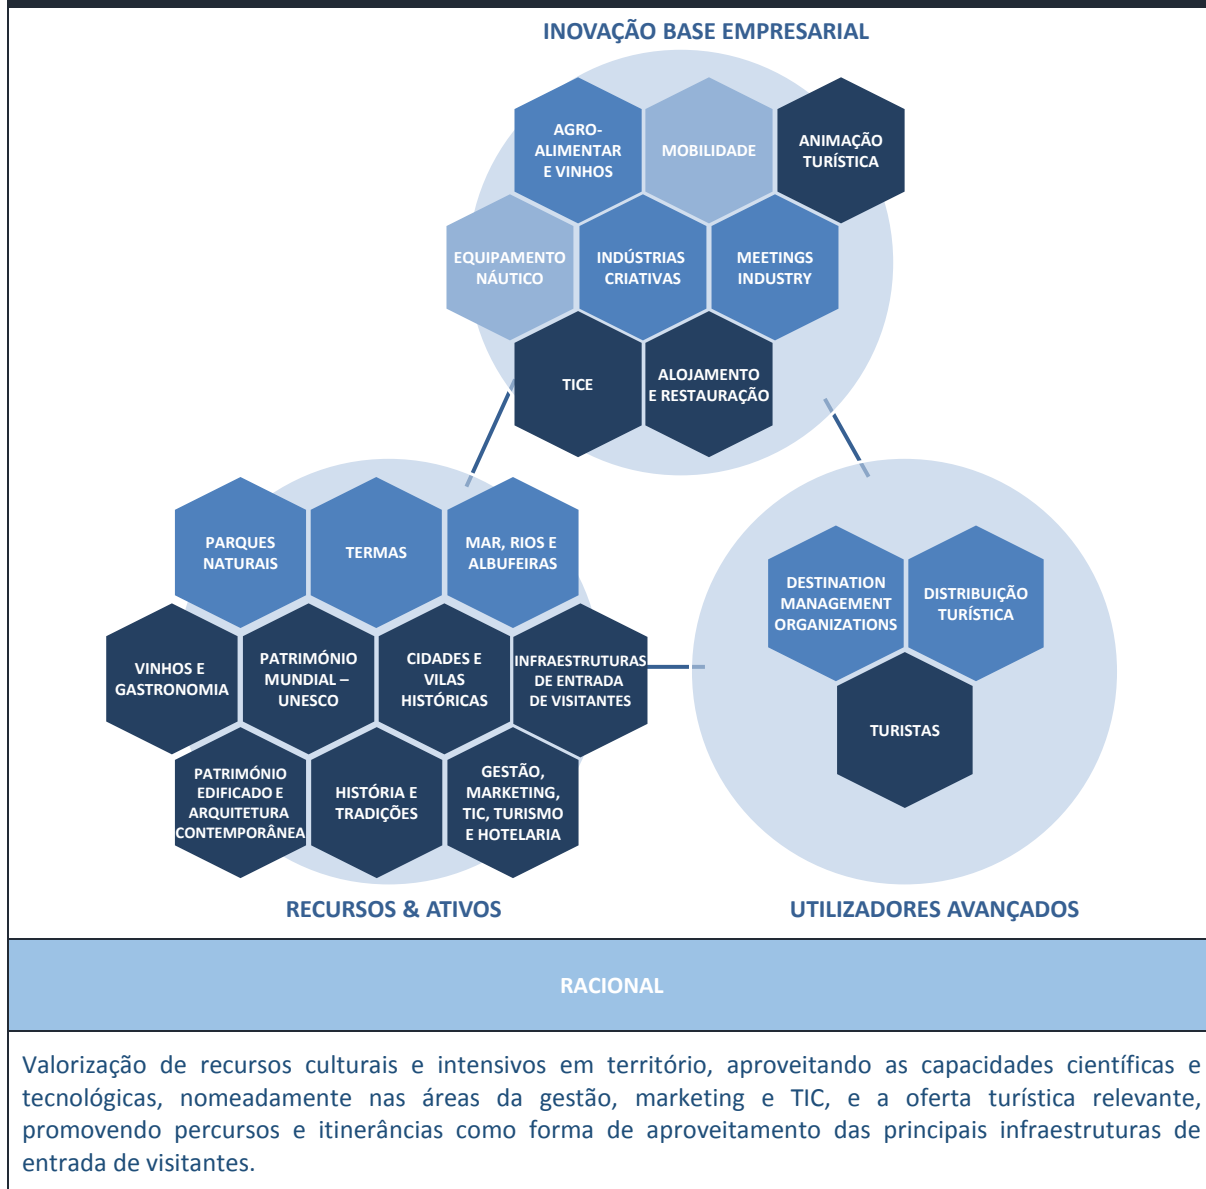 INOVAÇÃO BASE EMPRESARIAL
AGRO-
ALIMENTAR
E VINHOS
MOBILIDADE
ANIMAÇÃO
TURÍSTICA
EQUIPAMENTO
NÁUTICO
INDÚSTRIAS
CRIATIVAS
MEETINGS
INDUSTRY
TICE
ALOJAMENTO
E RESTAURAÇÃO
PARQUES
NATURAIS
TERMAS
MAR, RIOS E
ALBUFEIRAS
VINHOS E
GASTRONOMIA
PATRIMÓNIO
MUNDIAL –
UNESCO
CIDADES E
VILAS
HISTÓRICAS
INFRAESTRUTURAS
DE ENTRADA
DE VISITANTES
PATRIMÓNIO
EDIFICADO E
ARQUITETURA
CONTEMPORÂNEA
HISTÓRIA E
TRADIÇÕES
GESTÃO,
MARKETING,
TIC, TURISMO
E HOTELARIA
DESTINATION
MANAGEMENT
ORGANIZATIONS
DISTRIBUIÇÃO
TURÍSTICA
TURISTAS
RECURSOS & ATIVOS
UTILIZADORES AVANÇADOS
RACIONAL
Valorização de recursos culturais e intensivos em território, aproveitando as capacidades científicas e
tecnológicas, nomeadamente nas áreas da gestão, marketing e TIC, e a oferta turística relevante,
promovendo percursos e itinerâncias como forma de aproveitamento das principais infraestruturas de
entrada de visitantes.